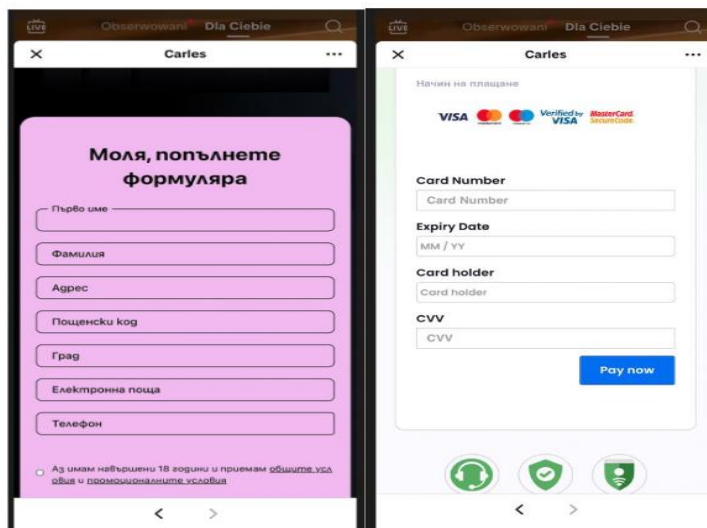 LIVE
Obserwowani Dla Ciebie
Carles
Моля, попълнете
формуляра
Първо име
Фамилия
Адрес
Пощенски код
Град
Електронна поща
Телефон
Аз имам навършени 18 години и приемам общите усл
овия и промоционалните условия
LIVE
Obserwowani Dla Ciebie
Carles
Начин на плащане
VISA Verified by VISA MasterCard. SecureCode.
Card Number
Card Number
Expiry Date
MM / YY
Card holder
Card holder
CVV
CVV
Pay now